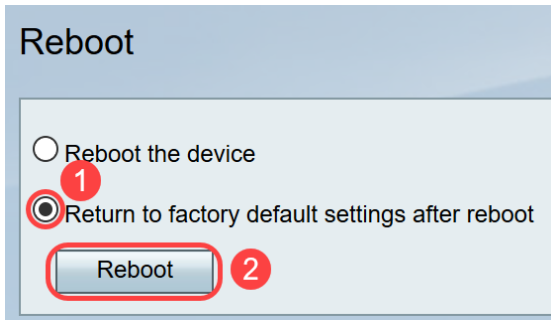 Reboot
Reboot the device
1
Return to factory default settings after reboot
Reboot
2